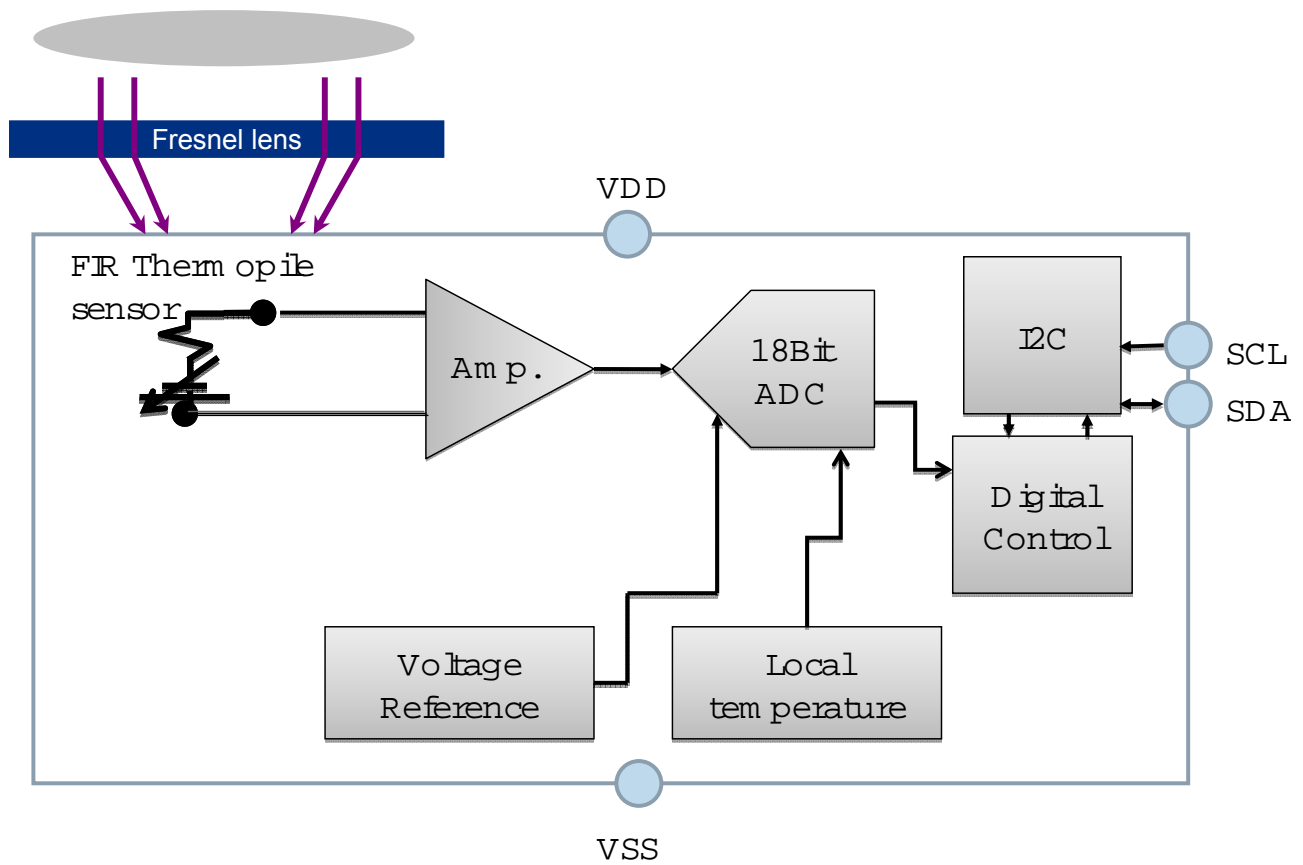 Fresnel lens
VDD
FIR Thermopile
sensor
Amp.
18Bit
ADC
I2C
SCL
SDA
Digital
Control
Voltage
Reference
Local
temperature
VSS